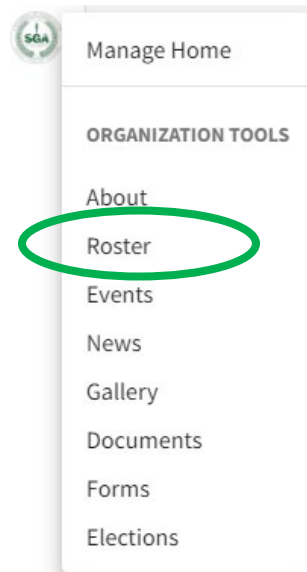 SGA
Manage Home
ORGANIZATION TOOLS
About
Roster
Events
News
Gallery
Documents
Forms
Elections